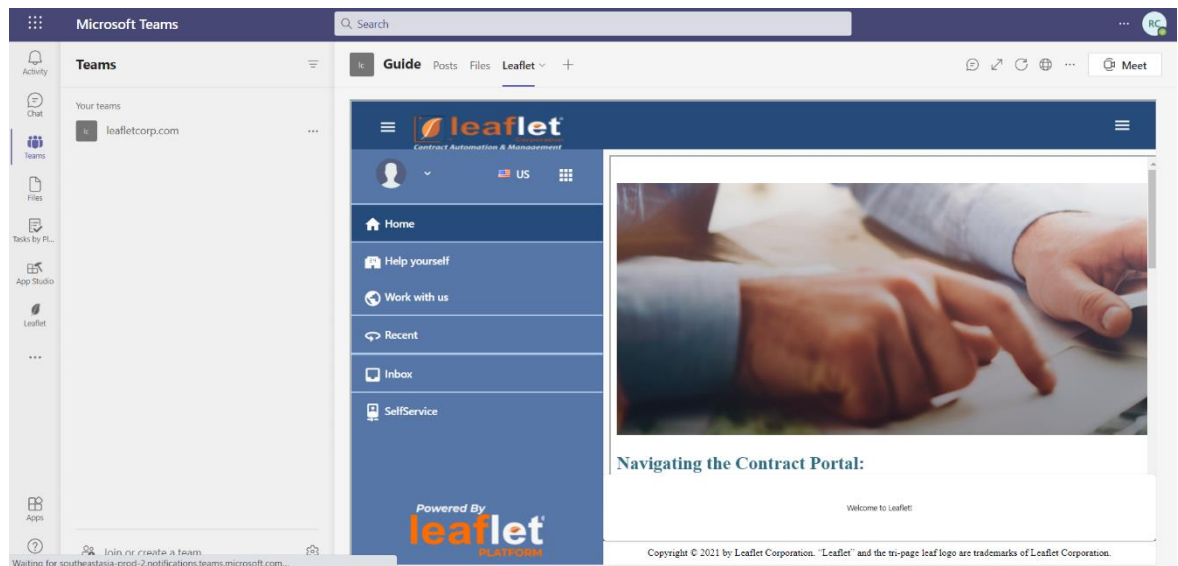 Microsoft Teams
Search
RC
Activity
Chat
Teams
Files
Tasks by Pl...
App Studio
Leaflet
Apps
Teams
Your teams
lc leafletcorp.com
Join or create a team
Waiting for southeastasia-prod-2.notifications.teams.microsoft.com...
lc Guide Posts Files Leaflet
Meet
leaflet
Contract Automation & Management
US
Home
Help yourself
Work with us
Recent
Inbox
SelfService
Powered By
leaflet
PLATFORM
Navigating the Contract Portal:
Welcome to Leaflet!
Copyright © 2021 by Leaflet Corporation. "Leaflet" and the tri-page leaf logo are trademarks of Leaflet Corporation.